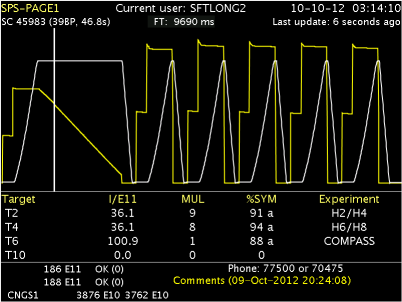 SPS-PAGE1 Current user: SFTLONG2 10-10-12 03:14:10
SC 45983 (39BP, 46.8s) FT: 9690 ms Last update: 6 seconds ago
Target I/E11 MUL %SYM Experiment
T2 36.1 9 91 a H2/H4
T4 36.1 8 94 a H6/H8
T6 100.9 1 88 a COMPASS
T10 0.0 0 0
186 E11 OK (0) Phone: 77500 or 70475
188 E11 OK (0) Comments (09-Oct-2012 20:24:08)
CNGS1 3876 E10 3762 E10